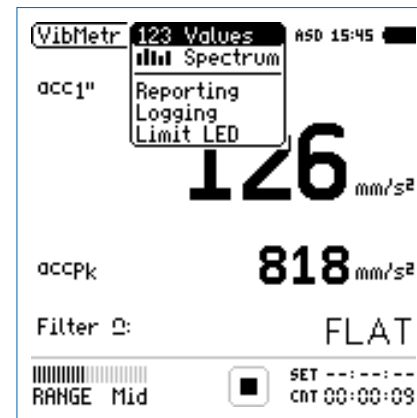 VibMetr 123 Values ASD 15:45
Spectrum
acc1" Reporting
Logging
Limit LED
126 mm/s²
accPk 818 mm/s²
Filter Ω: FLAT
RANGE Mid SET --:--:--
CNT 00:00:09